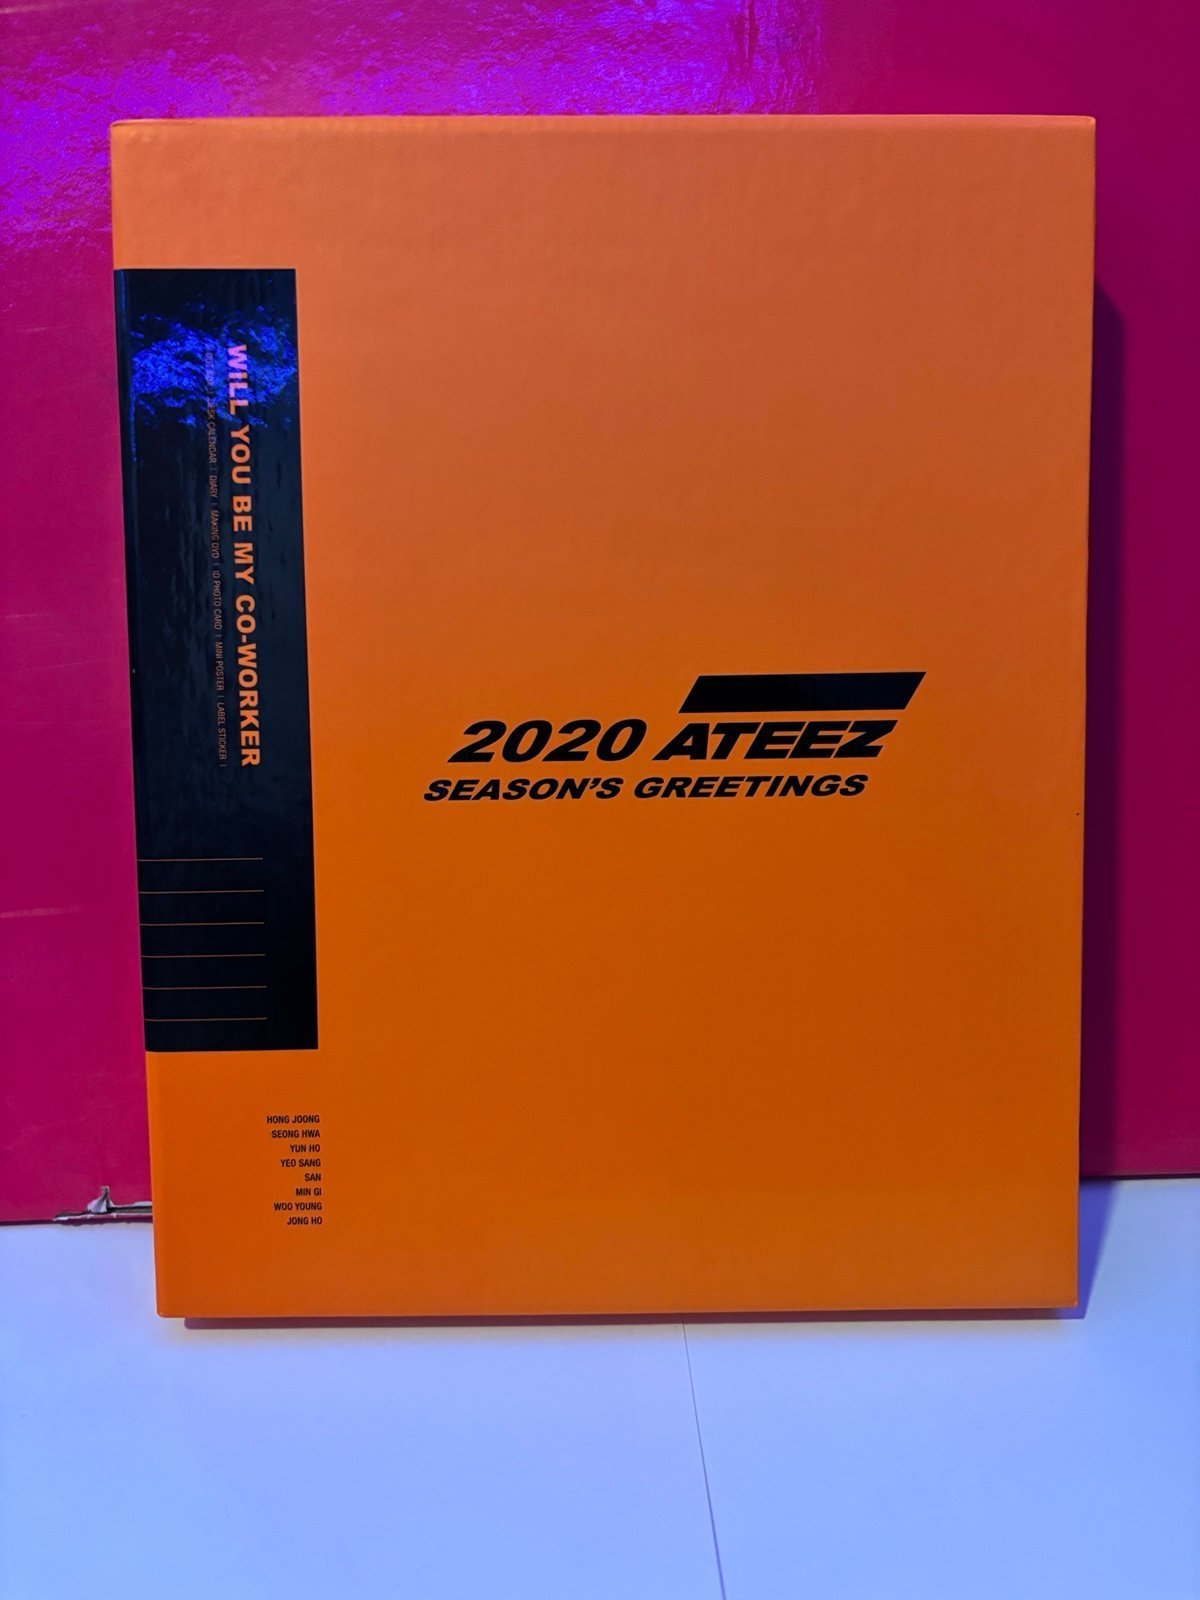 WILL YOU BE MY CO-WORKER
DESK CALENDAR | DIARY | MAKING DVD | ID PHOTO CARD | MINI POSTER | LABEL STICKER |
2020 ATEEZ
SEASON'S GREETINGS
HONG JOONG
SEONG HWA
YUN HO
YEO SANG
SAN
MIN GI
WOO YOUNG
JONG HO